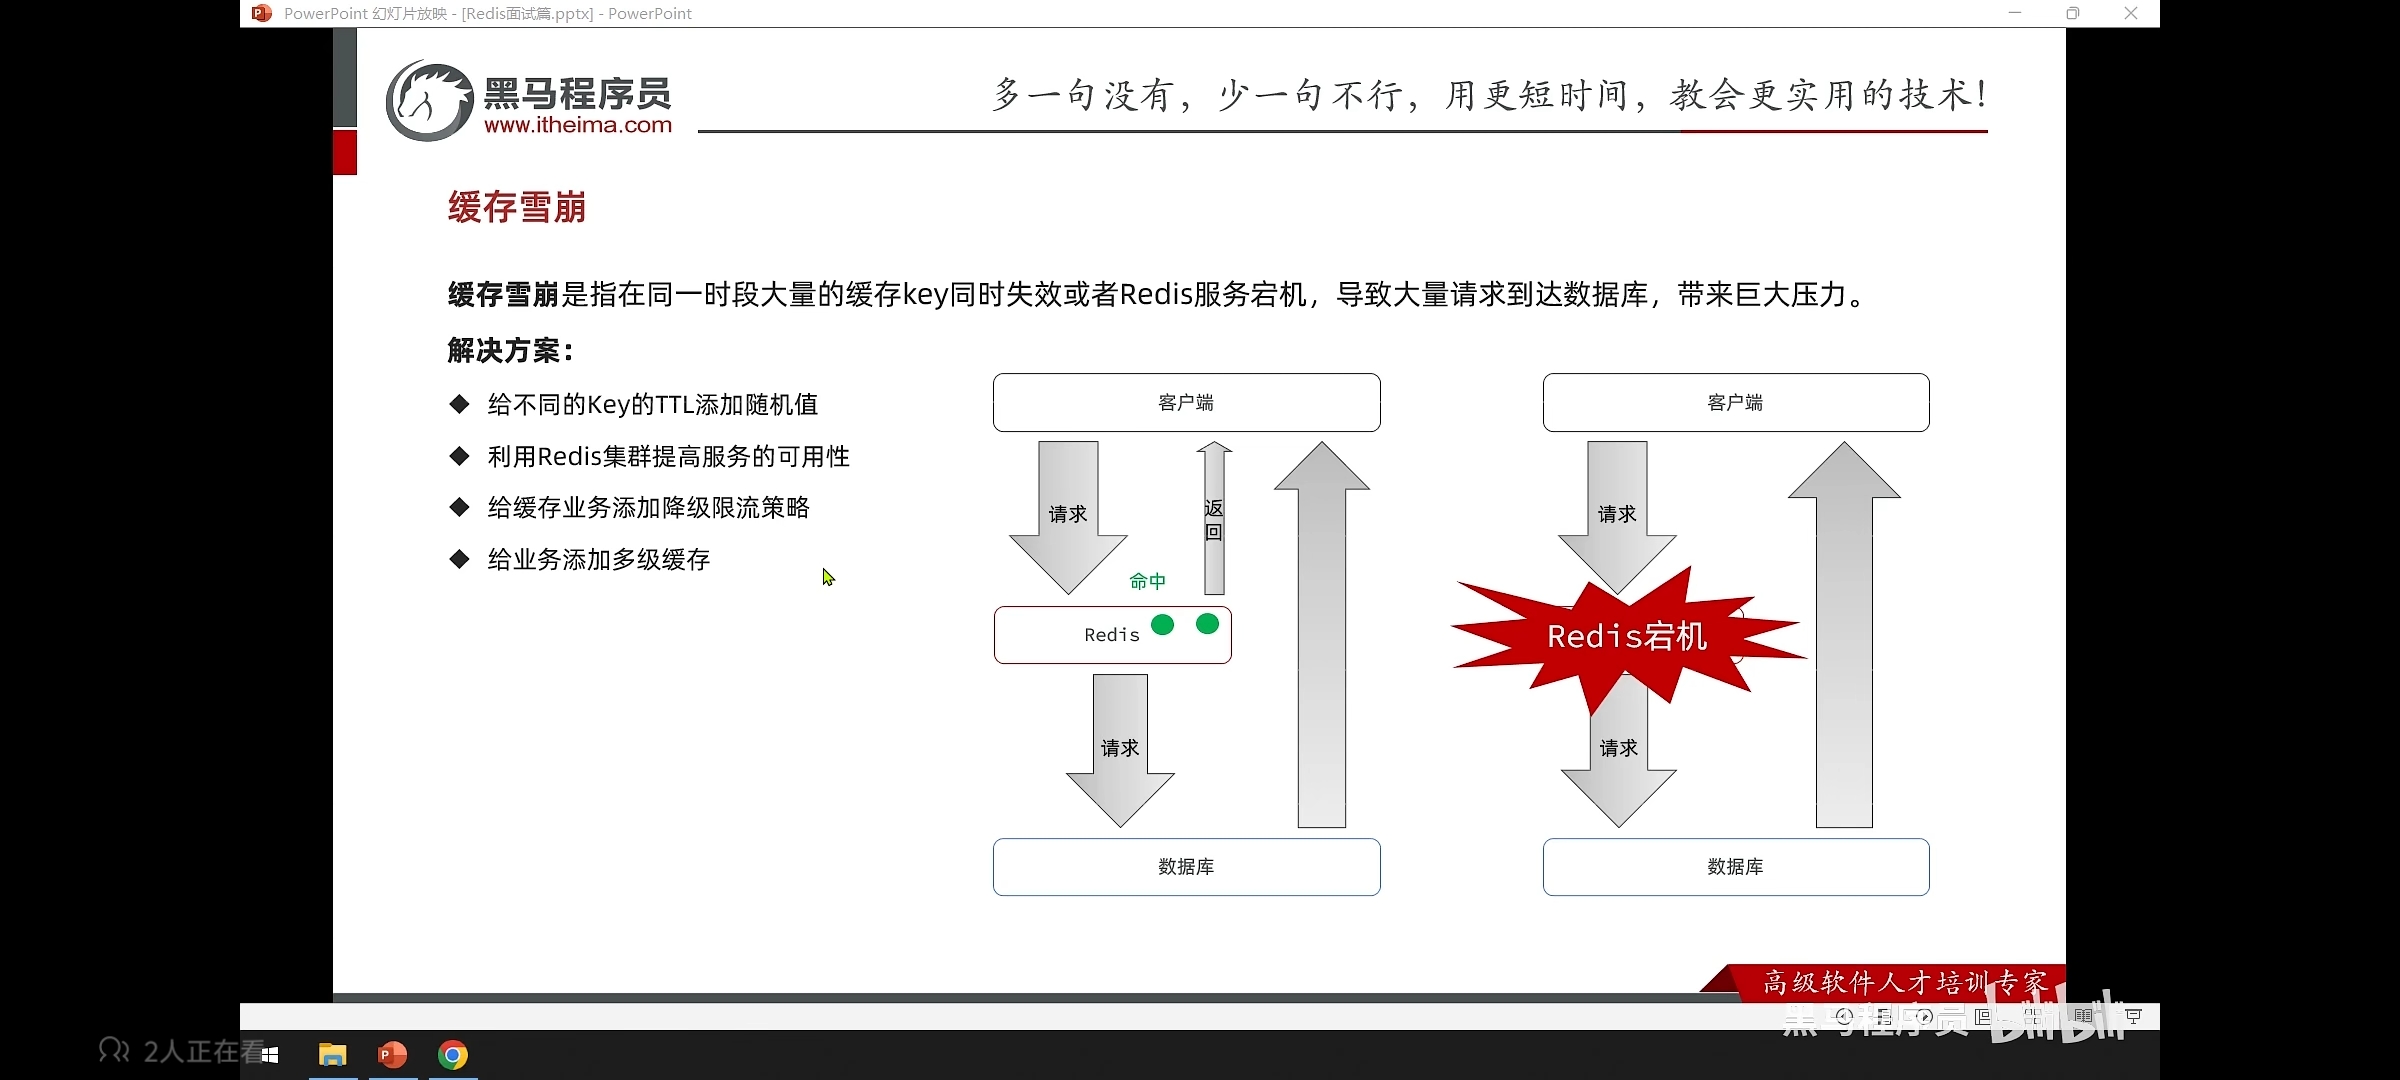 PowerPoint 幻灯片放映 - [Redis面试篇.pptx] - PowerPoint
黑马程序员
www.itheima.com
多一句没有，少一句不行，用更短时间，教会更实用的技术！
缓存雪崩
缓存雪崩是指在同一时段大量的缓存key同时失效或者Redis服务宕机，导致大量请求到达数据库，带来巨大压力。
解决方案：
给不同的Key的TTL添加随机值
利用Redis集群提高服务的可用性
给缓存业务添加降级限流策略
给业务添加多级缓存
客户端
请求
返回
命中
Redis
请求
数据库
客户端
请求
Redis宕机
请求
数据库
高级软件人才培训专家
黑马程序员 bilibili
2人正在看